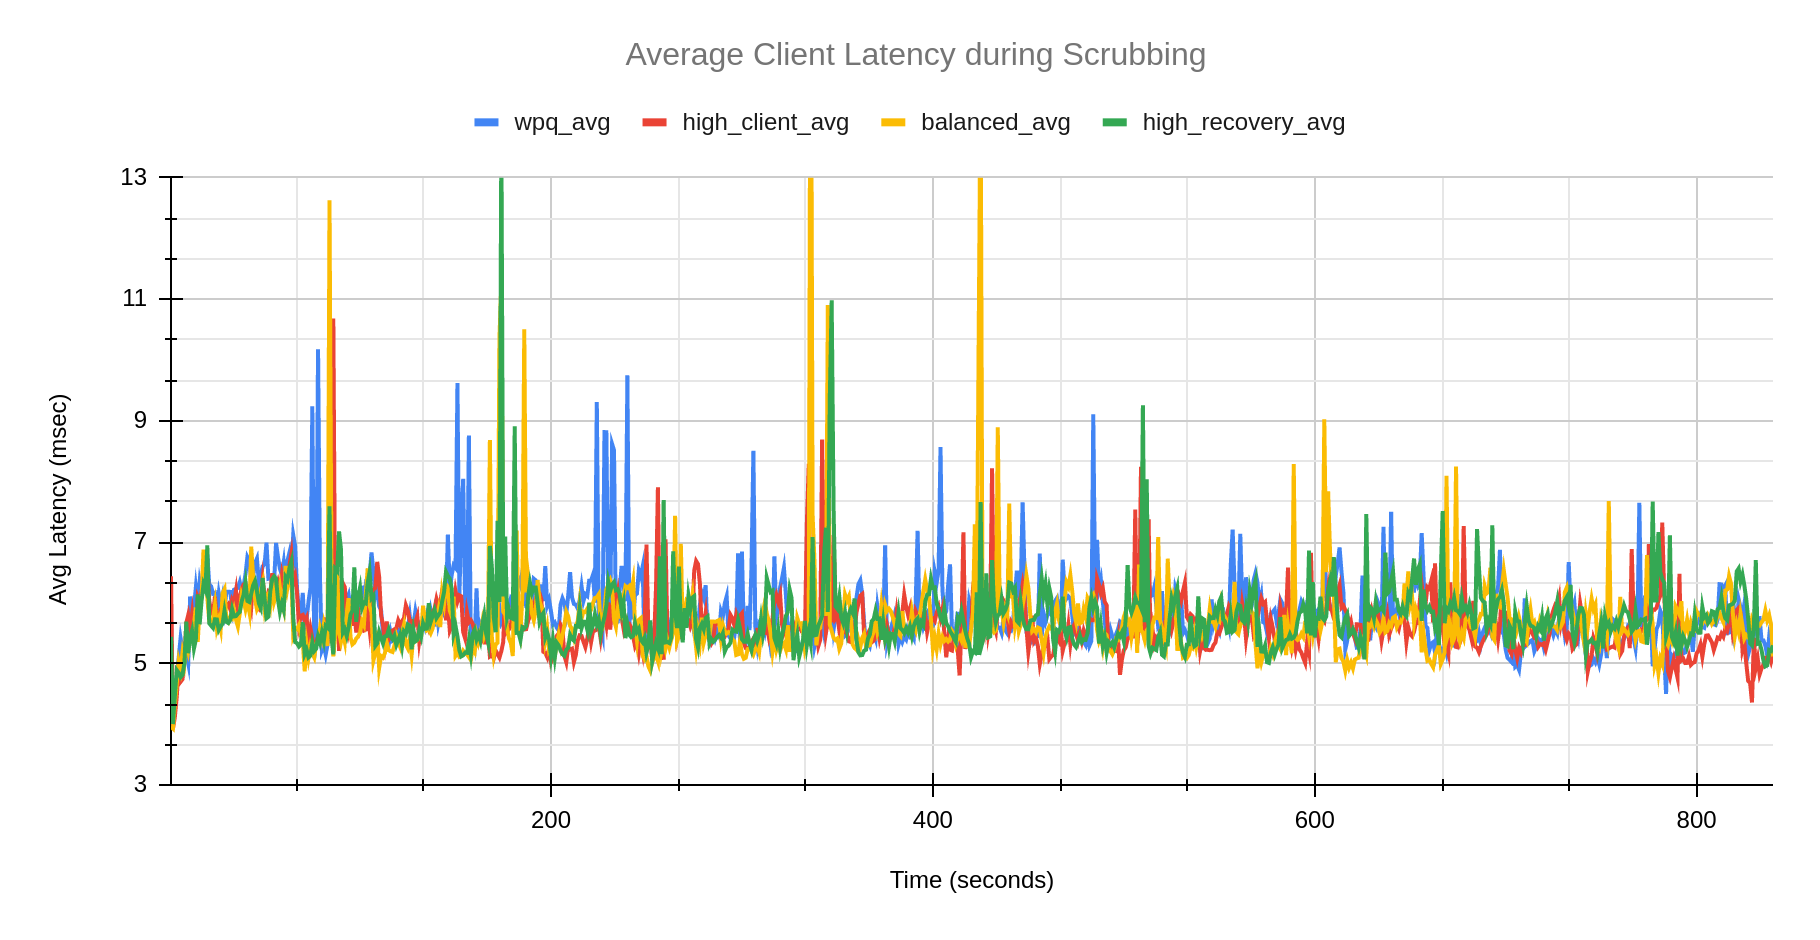 Average Client Latency during Scrubbing
wpq_avg high_client_avg balanced_avg high_recovery_avg
13
11
9
7
5
3
Avg Latency (msec)
200 400 600 800
Time (seconds)